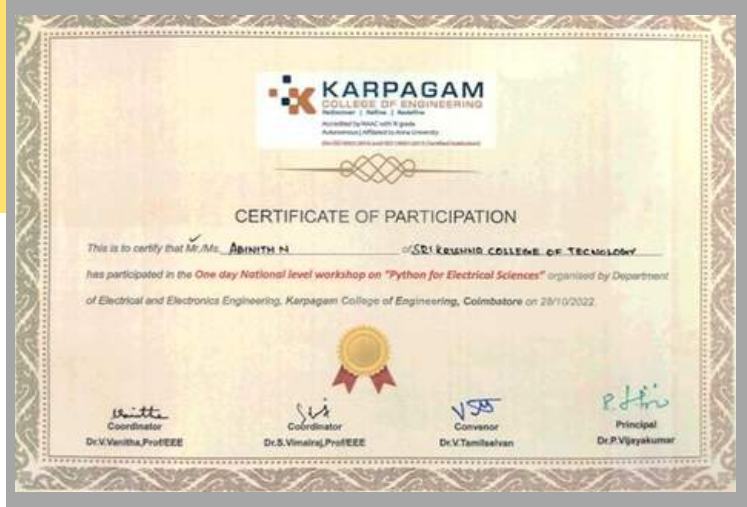 KARPAGAM
COLLEGE OF ENGINEERING
Rediscover | Refine | Redefine
Accredited by NAAC with 'A' grade
Autonomous | Affiliated to Anna University
CERTIFICATE OF PARTICIPATION
This is to certify that Mr./Ms. ABINITH N of SRI KRISHNA COLLEGE OF TECNOLOGY
has participated in the One day National level workshop on "Python for Electrical Sciences" organised by Department
of Electrical and Electronics Engineering, Karpagam College of Engineering, Coimbatore on 28/10/2022.
Coordinator Coordinator Convenor Principal
Dr.V.Vanitha,Prof/EEE Dr.S.Vimalraj,Prof/EEE Dr.V.Tamilselvan Dr.P.Vijayakumar